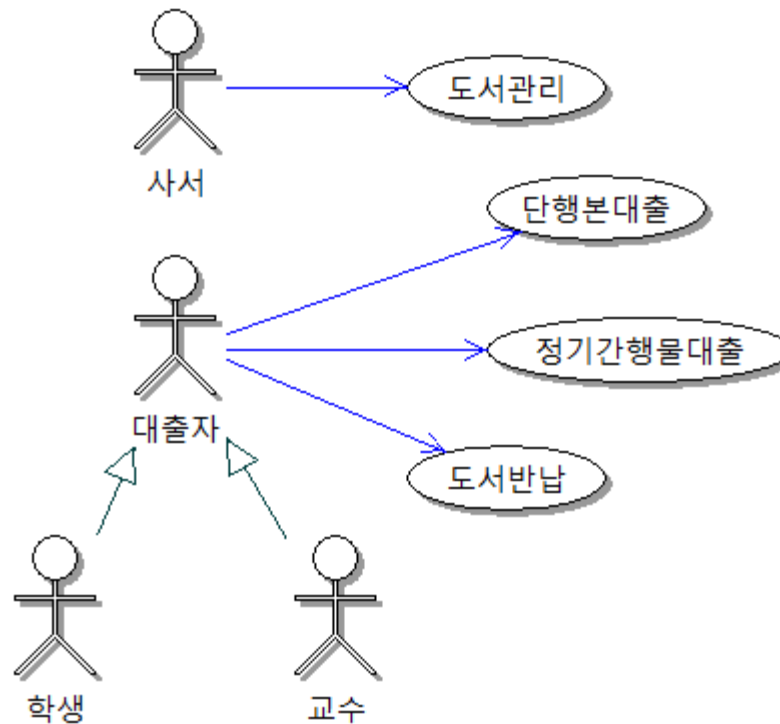 도서관리
사서
단행본대출
정기간행물대출
대출자
도서반납
학생
교수